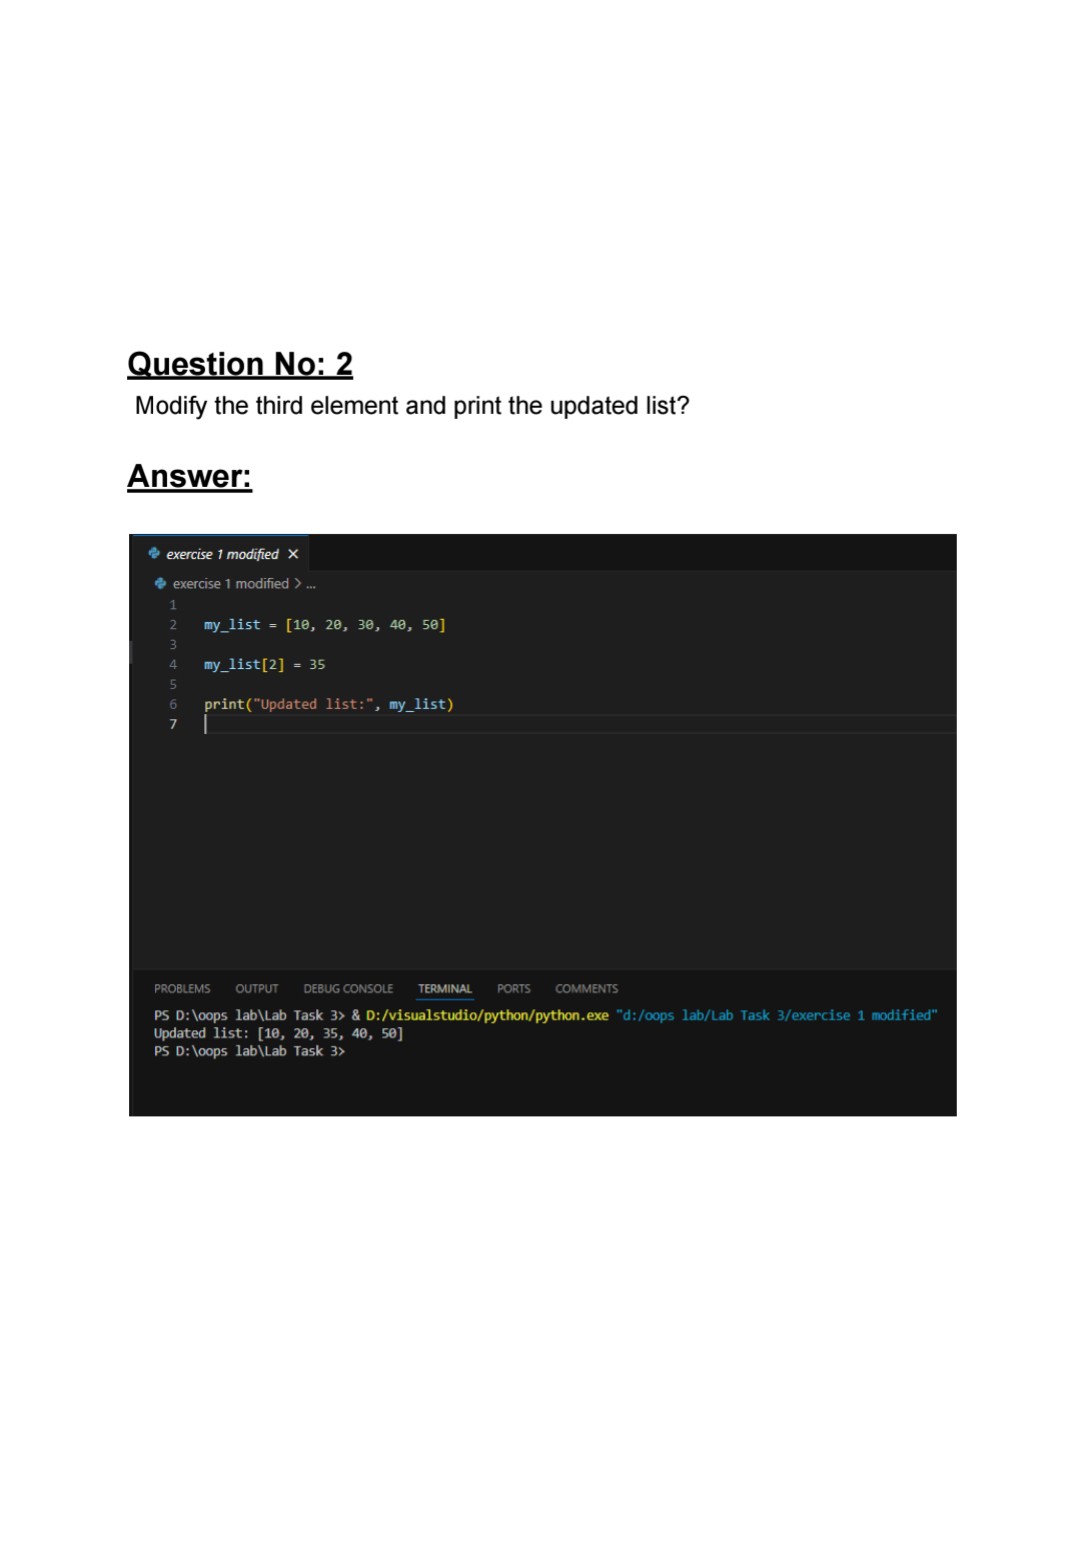 Question No: 2
Modify the third element and print the updated list?
Answer:
exercise 1 modified ×
exercise 1 modified > ...
1
2 my_list = [10, 20, 30, 40, 50]
3
4 my_list[2] = 35
5
6 print("Updated list:", my_list)
7
PROBLEMS OUTPUT DEBUG CONSOLE TERMINAL PORTS COMMENTS
PS D:\oops lab\Lab Task 3> & D:/visualstudio/python/python.exe "d:/oops lab/Lab Task 3/exercise 1 modified"
Updated list: [10, 20, 35, 40, 50]
PS D:\oops lab\Lab Task 3>